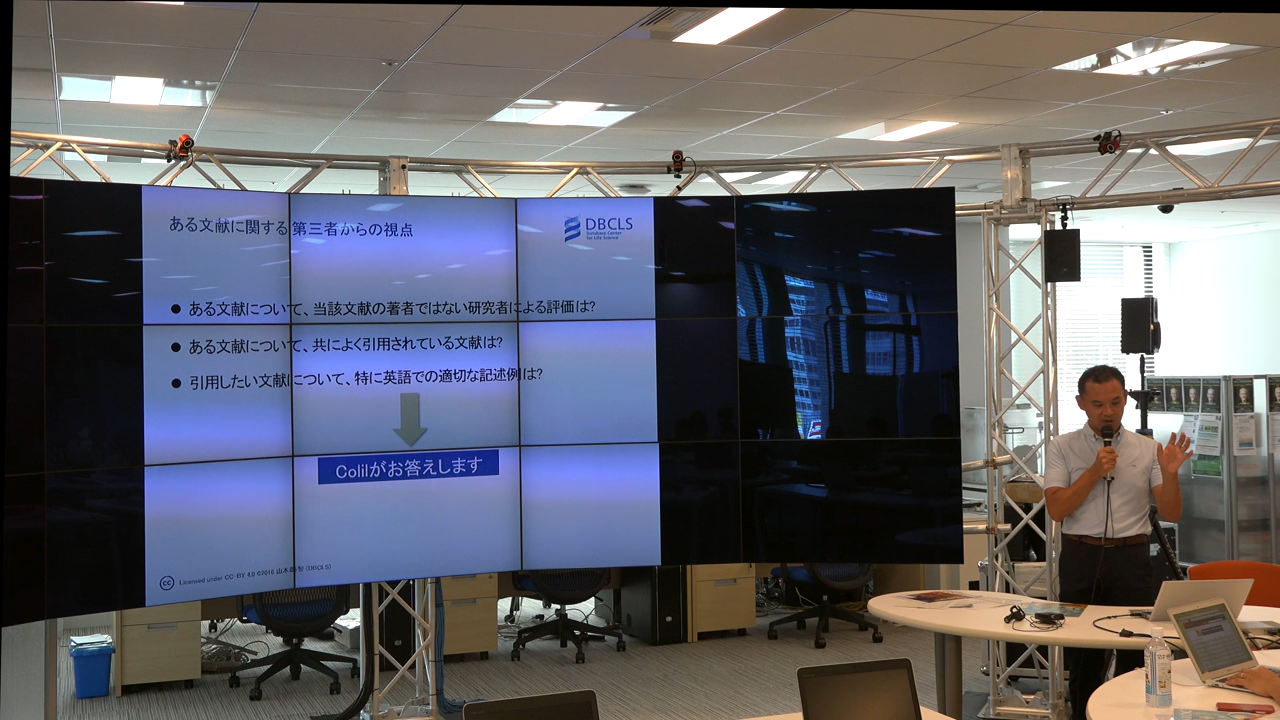 ある文献に関する第三者からの視点
DBCLS
Database Center
for Life Science
● ある文献について、当該文献の著者ではない研究者による評価は?
● ある文献について、共によく引用されている文献は?
● 引用したい文献について、特に英語での適切な記述例は?
Colilがお答えします
Licensed under CC-BY 4.0 ©2016 山本 泰智 (DBCLS)